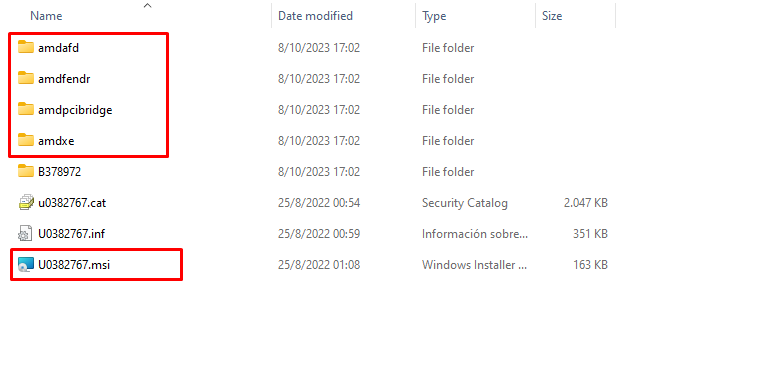 Name Date modified Type Size
amdafd 8/10/2023 17:02 File folder
amdfendr 8/10/2023 17:02 File folder
amdpcibridge 8/10/2023 17:02 File folder
amdxe 8/10/2023 17:02 File folder
B378972 8/10/2023 17:02 File folder
u0382767.cat 25/8/2022 00:54 Security Catalog 2.047 KB
U0382767.inf 25/8/2022 00:59 Información sobre... 351 KB
U0382767.msi 25/8/2022 01:08 Windows Installer ... 163 KB